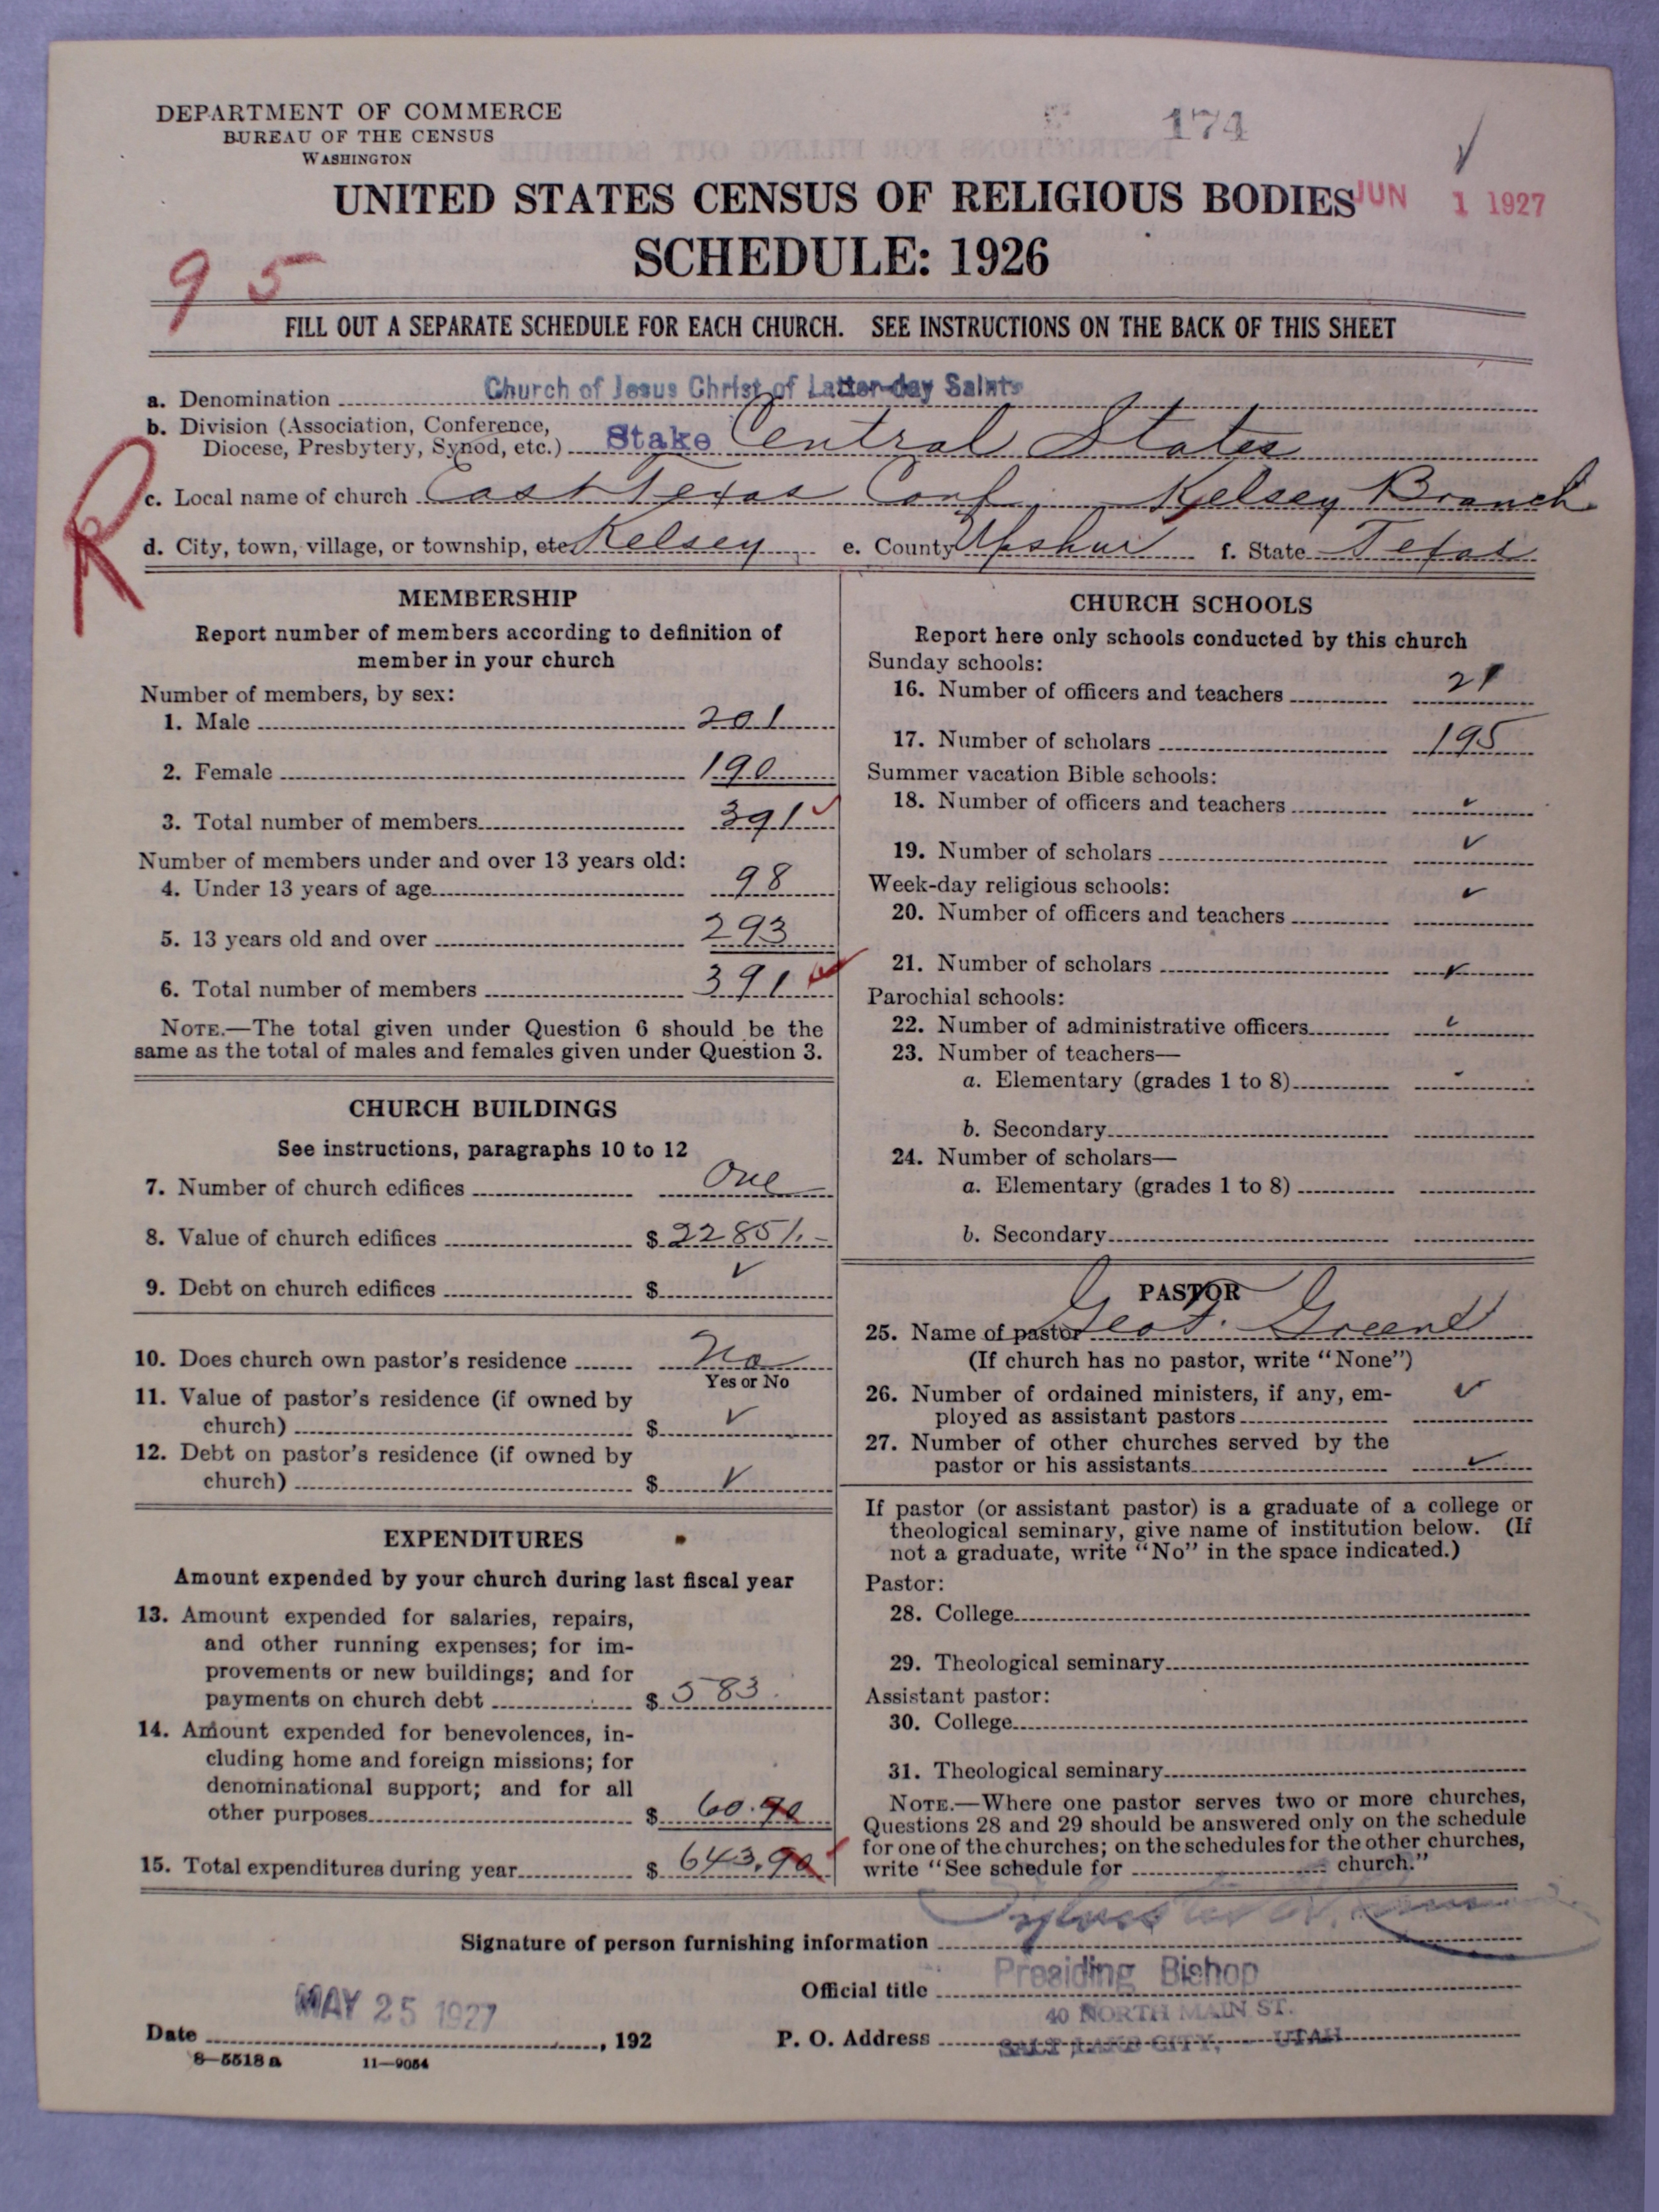 DEPARTMENT OF COMMERCE
BUREAU OF THE CENSUS
WASHINGTON
174
UNITED STATES CENSUS OF RELIGIOUS BODIES
JUN 1 1927
SCHEDULE: 1926
95
FILL OUT A SEPARATE SCHEDULE FOR EACH CHURCH. SEE INSTRUCTIONS ON THE BACK OF THIS SHEET
R
a. Denomination Church of Jesus Christ of Latter-day Saints
b. Division (Association, Conference,
Diocese, Presbytery, Synod, etc.) Stake Central States
c. Local name of church East Texas Conf. Kelsey Branch
d. City, town, village, or township, etc. Kelsey e. County Upshur f. State Texas
MEMBERSHIP
Report number of members according to definition of
member in your church
Number of members, by sex:
1. Male 201
2. Female 190
3. Total number of members 391
Number of members under and over 13 years old:
4. Under 13 years of age 98
5. 13 years old and over 293
6. Total number of members 391
NOTE.—The total given under Question 6 should be the
same as the total of males and females given under Question 3.
CHURCH BUILDINGS
See instructions, paragraphs 10 to 12
7. Number of church edifices One
8. Value of church edifices $ 22851.-
9. Debt on church edifices $ ✓
10. Does church own pastor's residence No
Yes or No
11. Value of pastor's residence (if owned by
church) $ ✓
12. Debt on pastor's residence (if owned by
church) $ ✓
EXPENDITURES
Amount expended by your church during last fiscal year
13. Amount expended for salaries, repairs,
and other running expenses; for im-
provements or new buildings; and for
payments on church debt $ 583.
14. Amount expended for benevolences, in-
cluding home and foreign missions; for
denominational support; and for all
other purposes $ 60.90
15. Total expenditures during year $ 643.90
CHURCH SCHOOLS
Report here only schools conducted by this church
Sunday schools:
16. Number of officers and teachers 21
17. Number of scholars 195
Summer vacation Bible schools:
18. Number of officers and teachers ✓
19. Number of scholars ✓
Week-day religious schools:
20. Number of officers and teachers ✓
21. Number of scholars ✓
Parochial schools:
22. Number of administrative officers ✓
23. Number of teachers—
a. Elementary (grades 1 to 8)
b. Secondary
24. Number of scholars—
a. Elementary (grades 1 to 8)
b. Secondary
PASTOR
25. Name of pastor Geo. T. Green
(If church has no pastor, write "None")
26. Number of ordained ministers, if any, em-
ployed as assistant pastors ✓
27. Number of other churches served by the
pastor or his assistants ✓
If pastor (or assistant pastor) is a graduate of a college or
theological seminary, give name of institution below. (If
not a graduate, write "No" in the space indicated.)
Pastor:
28. College
29. Theological seminary
Assistant pastor:
30. College
31. Theological seminary
NOTE.—Where one pastor serves two or more churches,
Questions 28 and 29 should be answered only on the schedule
for one of the churches; on the schedules for the other churches,
write "See schedule for church."
Signature of person furnishing information
Official title Presiding Bishop
40 NORTH MAIN ST.
P. O. Address SALT LAKE CITY, UTAH
MAY 25 1927
Date , 192
8—5518 a 11—9054